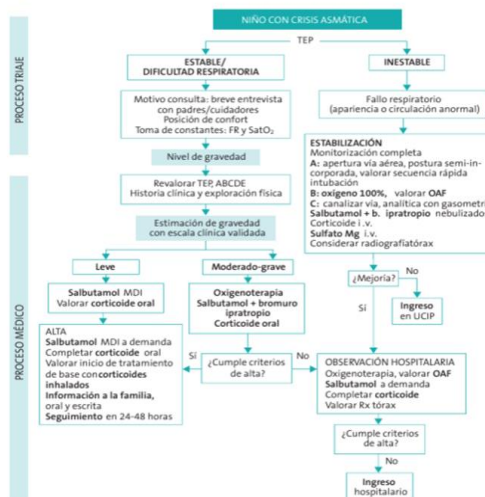 NIÑO CON CRISIS ASMÁTICA
TEP
PROCESO TRIAJE
ESTABLE/
DIFICULTAD RESPIRATORIA
Motivo consulta: breve entrevista
con padres/cuidadores
Posición de confort
Toma de constantes: FR y SatO₂
Nivel de gravedad
INESTABLE
Fallo respiratorio
(apariencia o circulación anormal)
ESTABILIZACIÓN
Monitorización completa
A: apertura vía aérea, postura semi-in-
corporada, valorar secuencia rápida
intubación
B: oxígeno 100%, valorar OAF
C: canalizar vía, analítica con gasometr
Salbutamol + b. ipratropio nebulizado
Corticoide i.v.
Sulfato Mg i.v.
Considerar radiografíatórax
PROCESO MÉDICO
Revalorar TEP, ABCDE
Historia clínica y exploración física
Estimación de gravedad
con escala clínica validada
Leve
Salbutamol MDI
Valorar corticoide oral
Moderado-grave
Oxigenoterapia
Salbutamol + bromuro
ipratropio
Corticoide oral
¿Mejoría?
No
Ingreso
en UCIP
Sí
ALTA
Salbutamol MDI a demanda
Completar corticoide oral
Valorar inicio de tratamiento
de base concorticoides
inhalados
Información a la familia,
oral y escrita
Seguimiento en 24-48 horas
Sí
¿Cumple criterios
de alta?
No
OBSERVACIÓN HOSPITALARIA
Oxigenoterapia, valorar OAF
Salbutamol a demanda
Completar corticoide
Valorar Rx tórax
¿Cumple criterios
de alta?
No
Ingreso
hospitalario